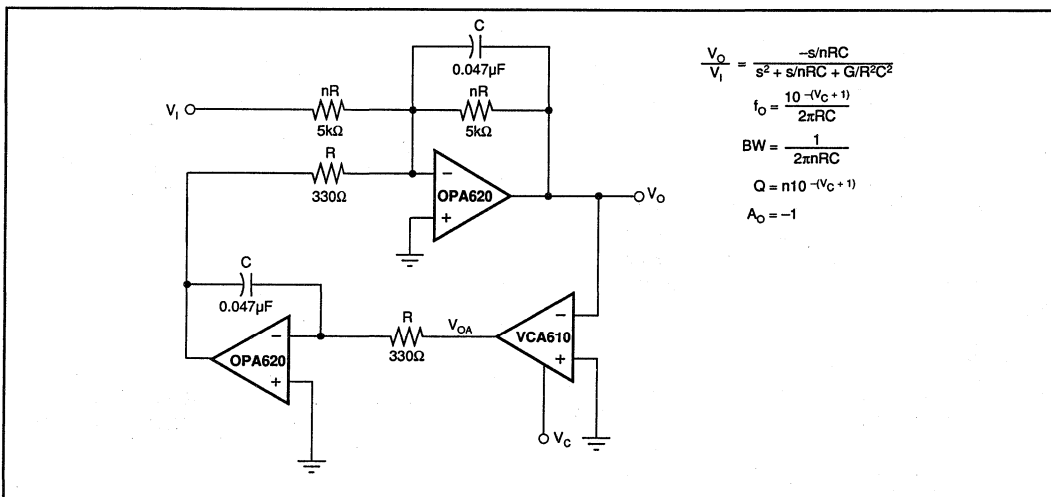 C
0.047µF
nR
5kΩ
nR
5kΩ
V_I
R
330Ω
−
OPA620
+
V_O
C
0.047µF
−
OPA620
+
R
330Ω
V_OA
−
VCA610
+
V_C
V_O/V_I = −s/nRC / s² + s/nRC + G/R²C²
f_O = 10^−(V_C + 1) / 2πRC
BW = 1 / 2πnRC
Q = n10^−(V_C + 1)
A_O = −1